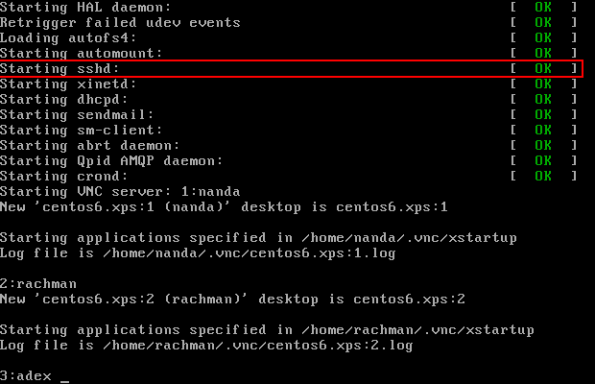 Starting HAL daemon: [ OK ]
Retrigger failed udev events [ OK ]
Loading autofs4: [ OK ]
Starting automount: [ OK ]
Starting sshd: [ OK ]
Starting xinetd: [ OK ]
Starting dhcpd: [ OK ]
Starting sendmail: [ OK ]
Starting sm-client: [ OK ]
Starting abrt daemon: [ OK ]
Starting Qpid AMQP daemon: [ OK ]
Starting crond: [ OK ]
Starting VNC server: 1:nanda
New 'centos6.xps:1 (nanda)' desktop is centos6.xps:1
Starting applications specified in /home/nanda/.vnc/xstartup
Log file is /home/nanda/.vnc/centos6.xps:1.log
2:rachman
New 'centos6.xps:2 (rachman)' desktop is centos6.xps:2
Starting applications specified in /home/rachman/.vnc/xstartup
Log file is /home/rachman/.vnc/centos6.xps:2.log
3:adex _